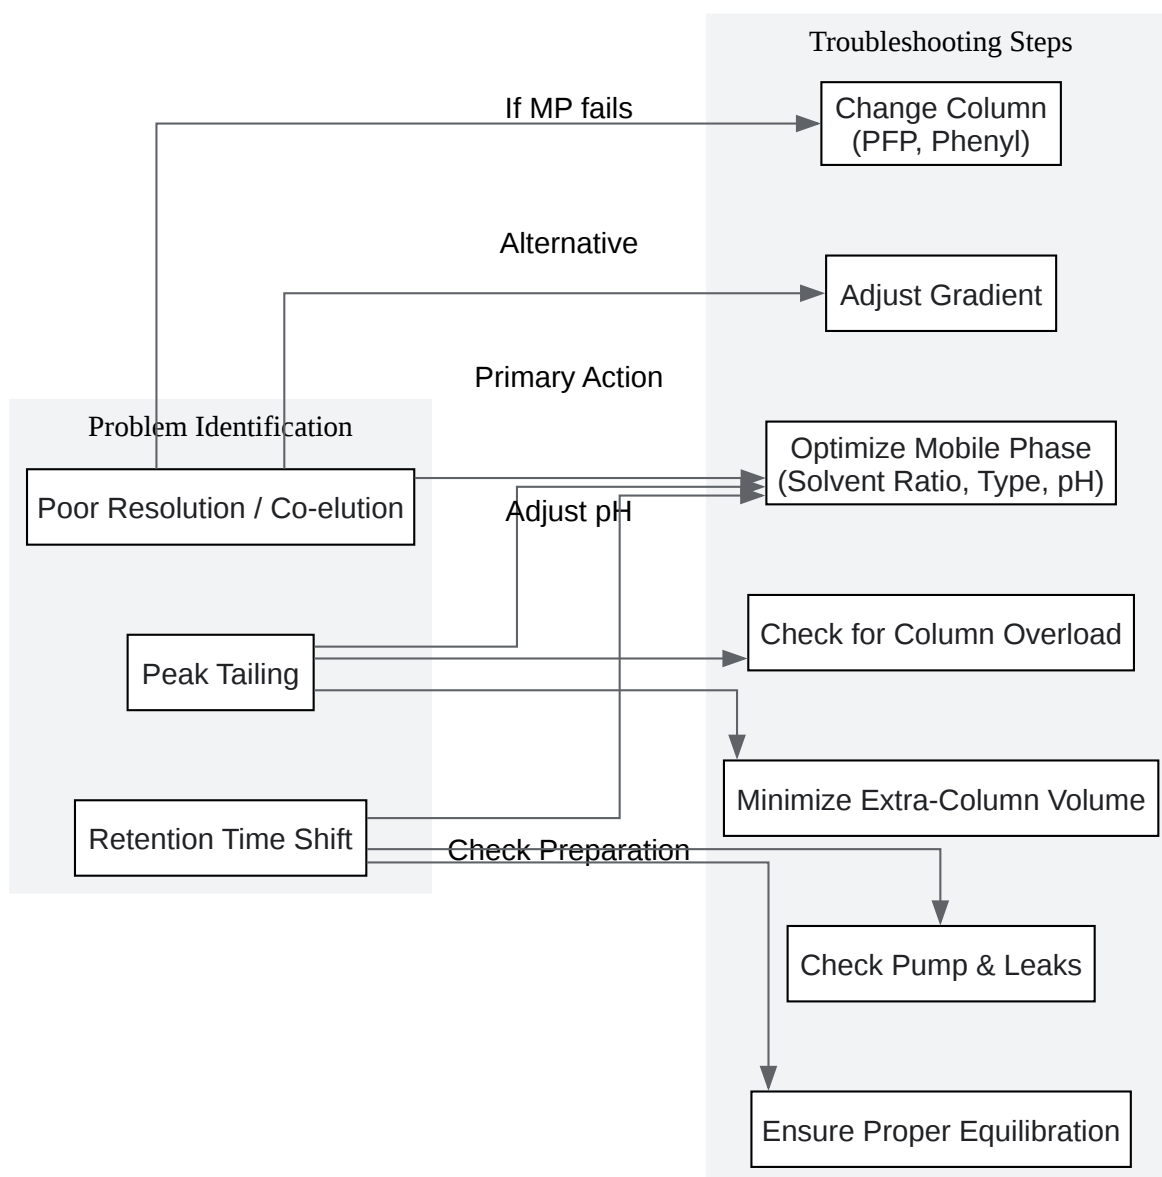 Troubleshooting Steps
If MP fails
Change Column
(PFP, Phenyl)
Alternative
Adjust Gradient
Primary Action
Problem Identification
Optimize Mobile Phase
(Solvent Ratio, Type, pH)
Poor Resolution / Co-elution
Adjust pH
Check for Column Overload
Peak Tailing
Minimize Extra-Column Volume
Retention Time Shift
Check Preparation
Check Pump & Leaks
Ensure Proper Equilibration